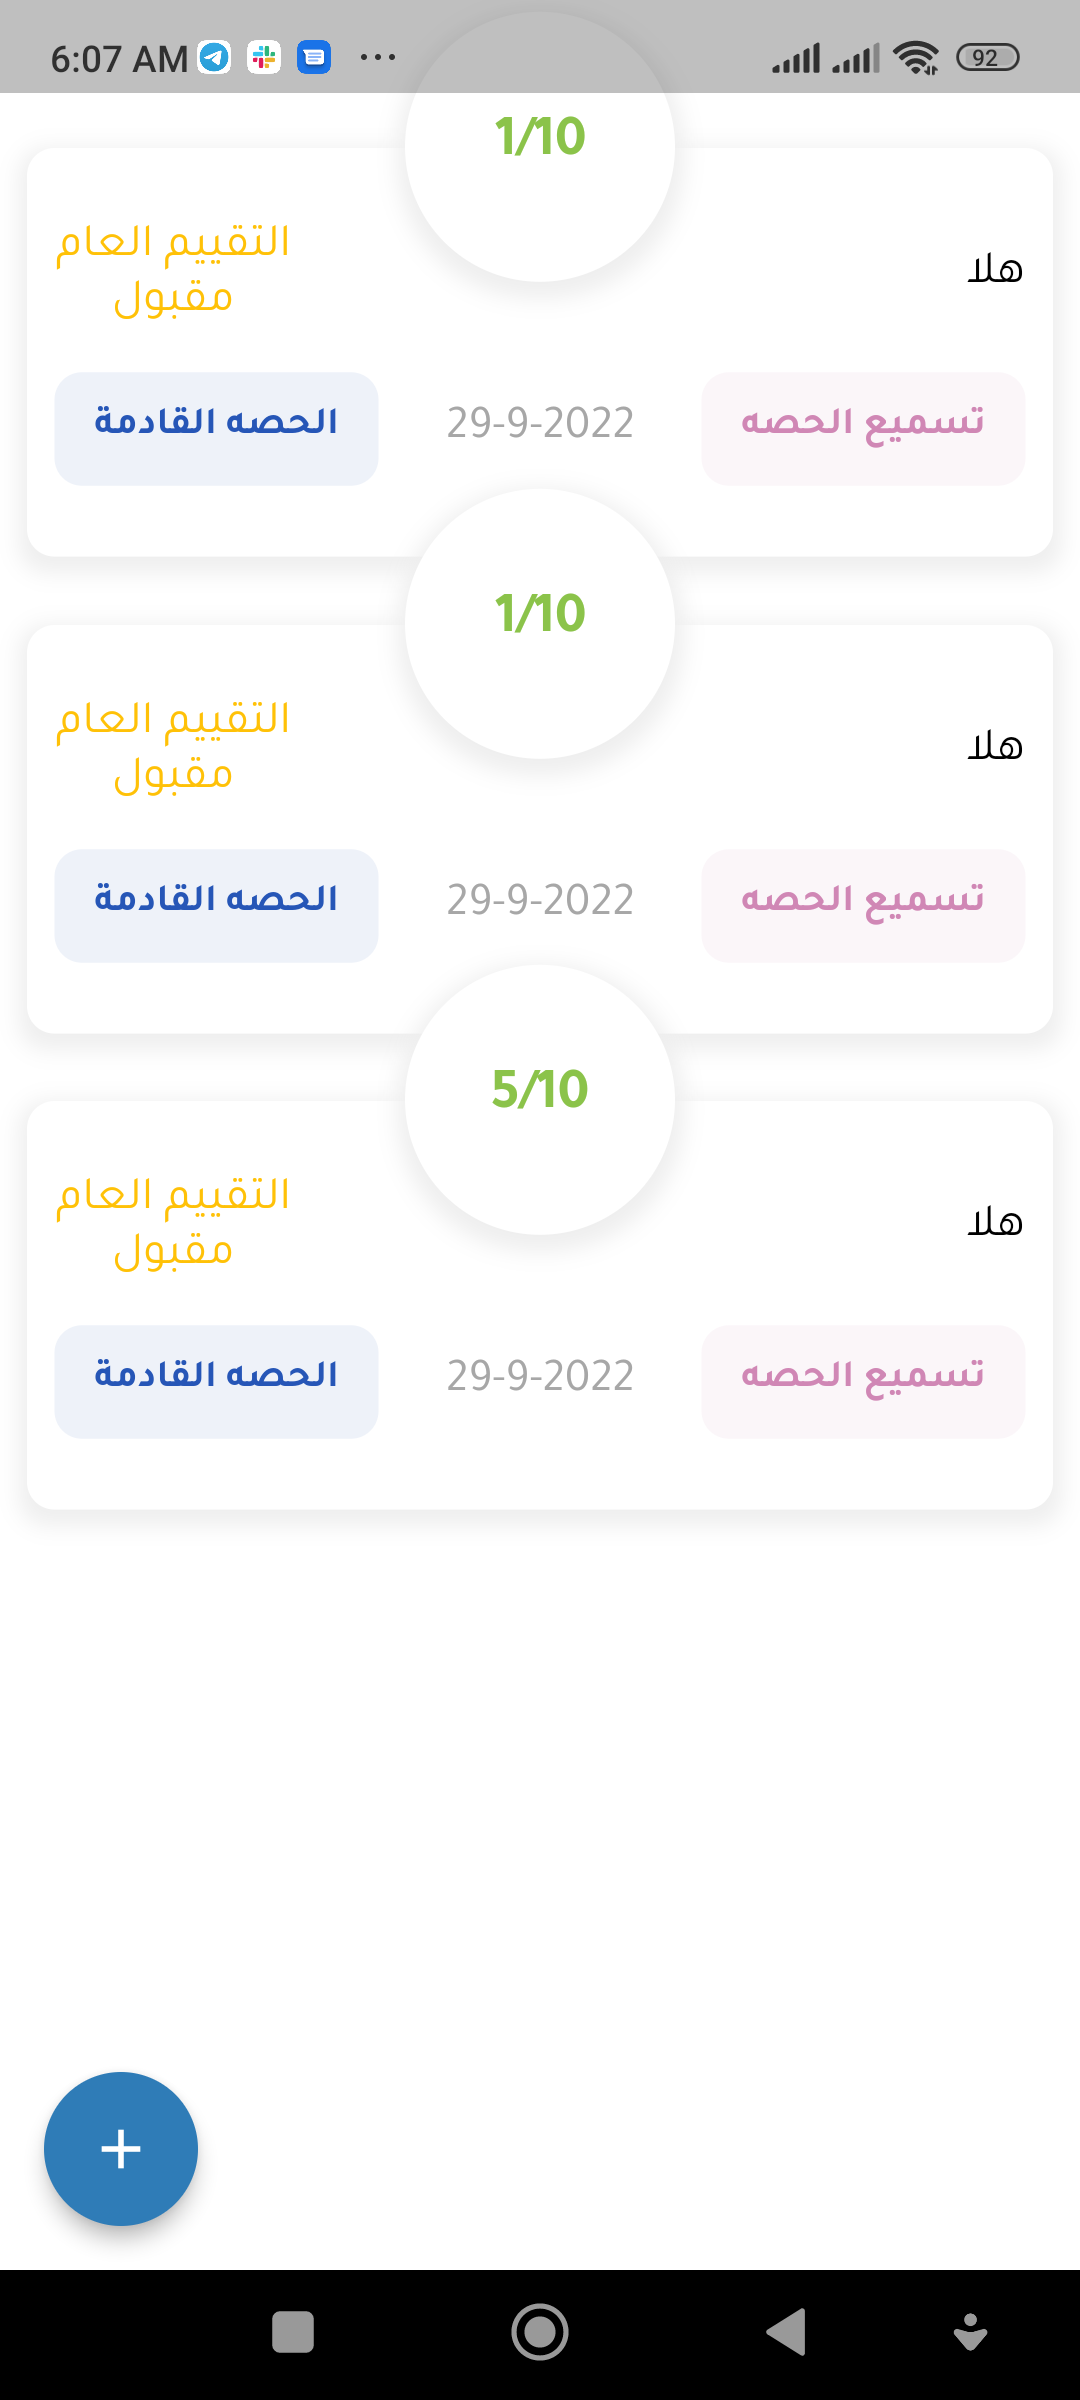 6:07 AM
92
1/10
هلا
التقييم العام
مقبول
تسميع الحصه
29-9-2022
الحصه القادمة
1/10
هلا
التقييم العام
مقبول
تسميع الحصه
29-9-2022
الحصه القادمة
5/10
هلا
التقييم العام
مقبول
تسميع الحصه
29-9-2022
الحصه القادمة